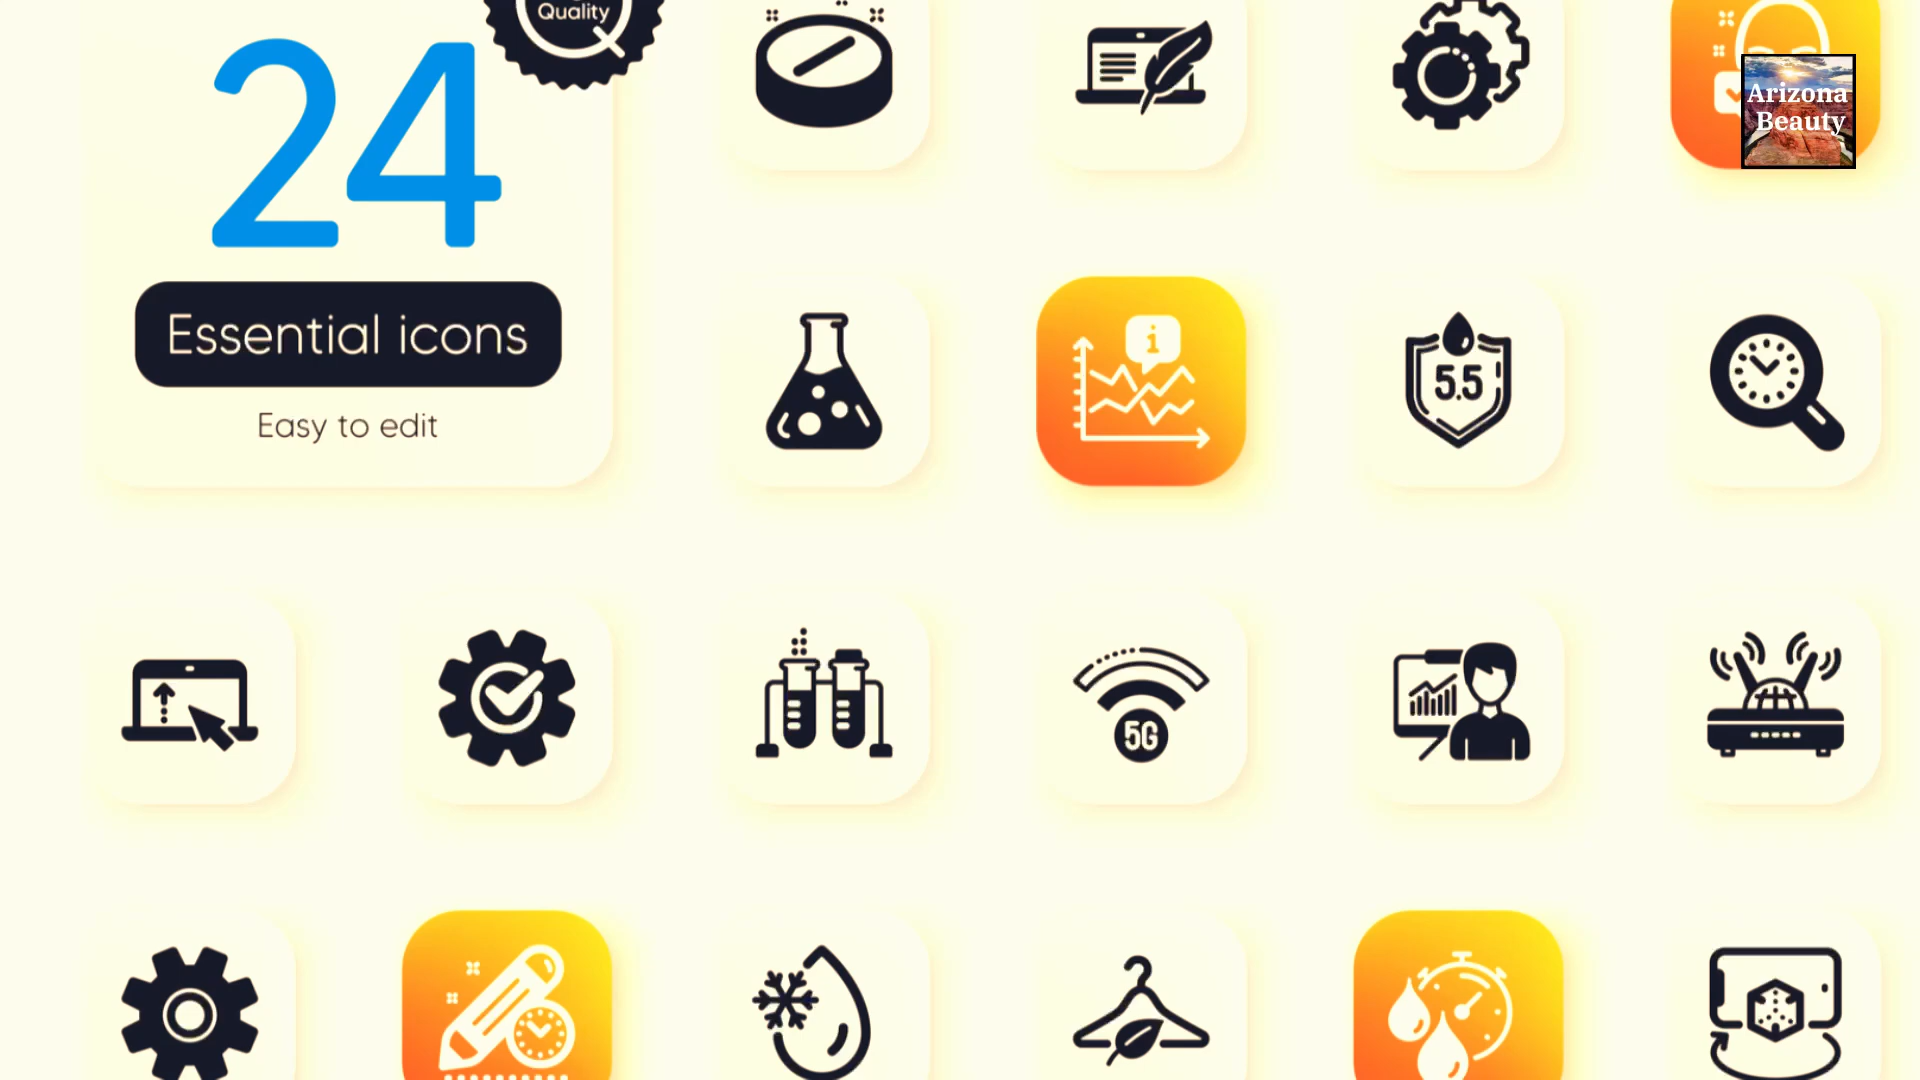 Quality
24
Essential icons
Easy to edit
Arizona
Beauty
i
5.5
5G